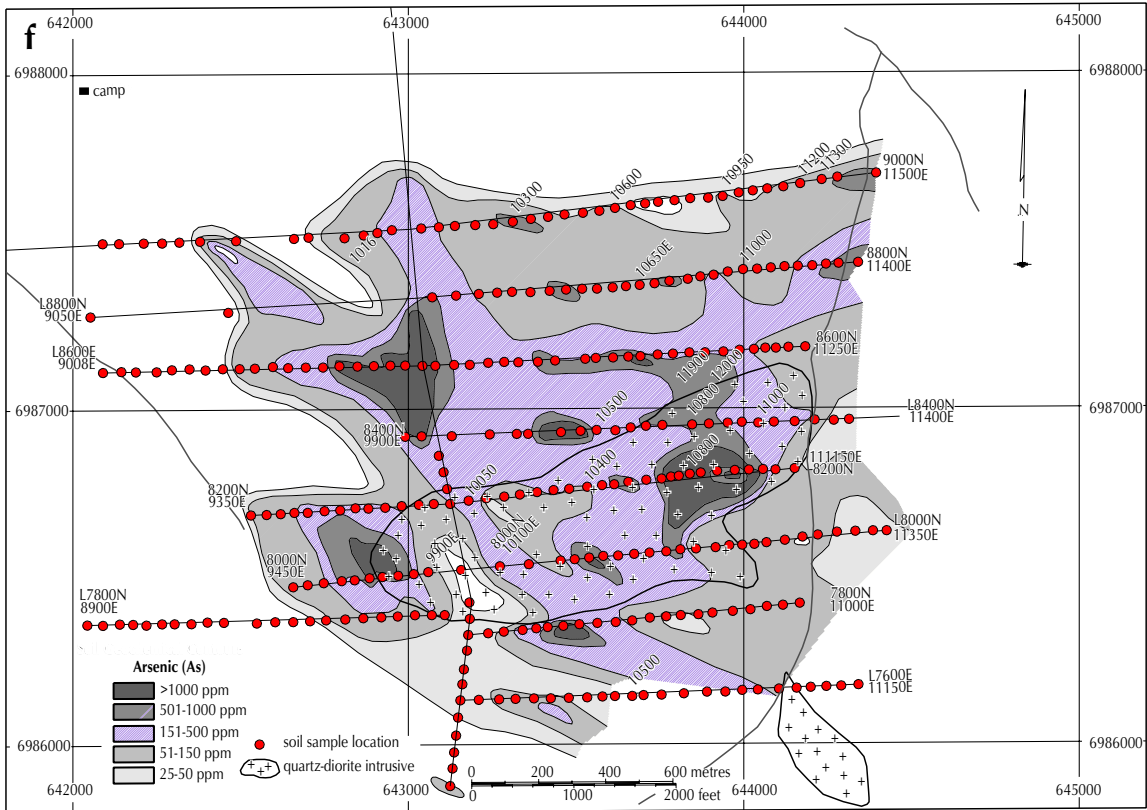 642000 643000 644000 645000
f
6988000 6988000
camp
N
9000N
11500E
11200
11300
10950
10600
10300
1016
10650E
11000
8800N
11400E
L8800N
9050E
L8600E
9008E
8600N
11250E
11900
12000
10800
11000
L8400N
11400E
6987000 6987000
10500
8400N
9900E
10800
10400
111150E
8200N
10050
8200N
9350E
8000N
10100E
9900E
L8000N
11350E
8000N
9450E
L7800N
8900E
7800N
11000E
10500
L7600E
11150E
Arsenic (As)
>1000 ppm
501-1000 ppm
151-500 ppm
51-150 ppm
25-50 ppm
soil sample location
quartz-diorite intrusive
6986000 6986000
0 200 400 600 metres
0 1000 2000 feet
642000 643000 644000 645000